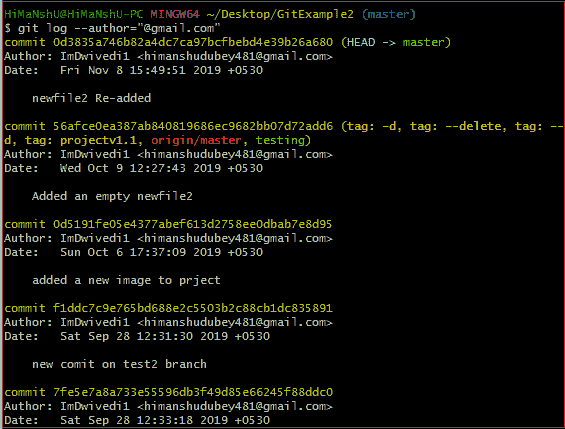 HiMaNshU@HiMaNshU-PC MINGW64 ~/Desktop/GitExample2 (master)
$ git log --author="@gmail.com"
commit 0d3835a746b82a4dc7ca97bcfbebd4e39b26a680 (HEAD -> master)
Author: ImDwivedi1 <himanshudubey481@gmail.com>
Date:   Fri Nov 8 15:49:51 2019 +0530
newfile2 Re-added
commit 56afce0ea387ab840819686ec9682bb07d72add6 (tag: -d, tag: --delete, tag: --
d, tag: projectv1.1, origin/master, testing)
Author: ImDwivedi1 <himanshudubey481@gmail.com>
Date:   Wed Oct 9 12:27:43 2019 +0530
Added an empty newfile2
commit 0d5191fe05e4377abef613d2758ee0dbab7e8d95
Author: ImDwivedi1 <himanshudubey481@gmail.com>
Date:   Sun Oct 6 17:37:09 2019 +0530
added a new image to prject
commit f1ddc7c9e765bd688e2c5503b2c88cb1dc835891
Author: ImDwivedi1 <himanshudubey481@gmail.com>
Date:   Sat Sep 28 12:31:30 2019 +0530
new comit on test2 branch
commit 7fe5e7a8a733e55596db3f49d85e66245f88ddc0
Author: ImDwivedi1 <himanshudubey481@gmail.com>
Date:   Sat Sep 28 12:33:18 2019 +0530